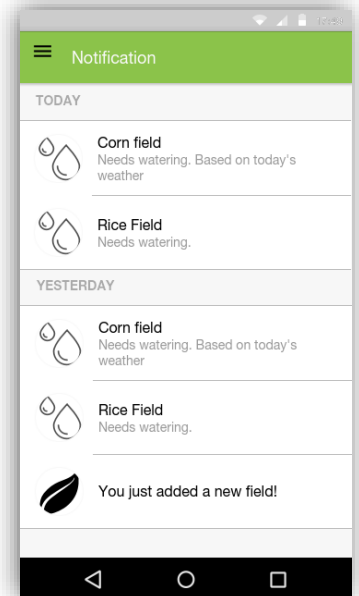 Notification
TODAY
Corn field
Needs watering. Based on today's
weather
Rice Field
Needs watering.
YESTERDAY
Corn field
Needs watering. Based on today's
weather
Rice Field
Needs watering.
You just added a new field!